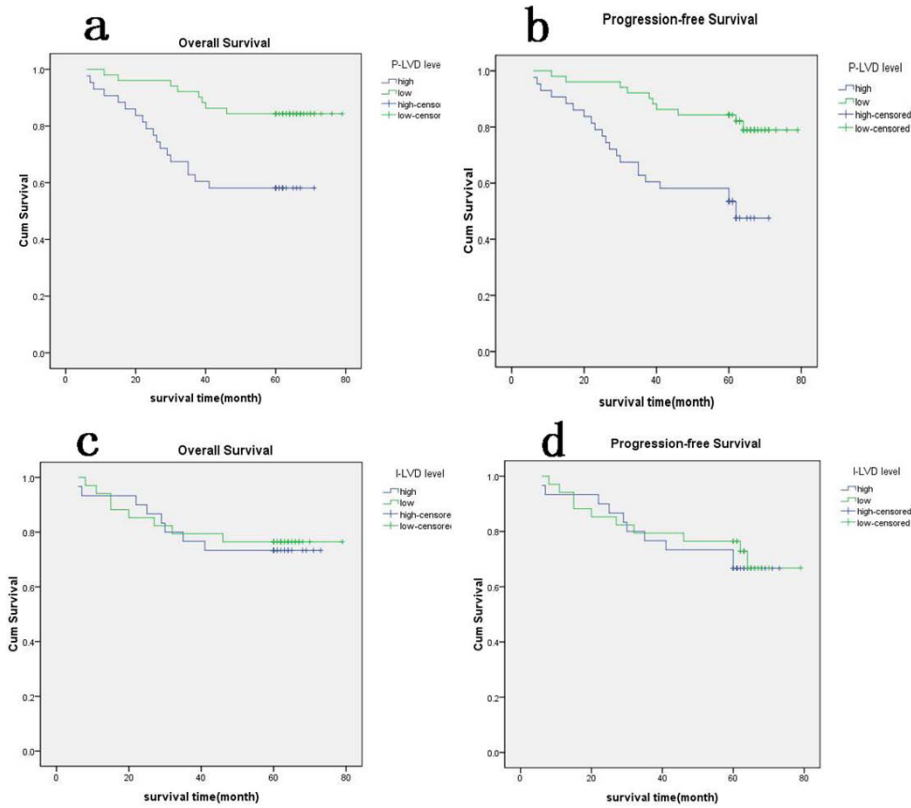 a
Overall Survival
P-LVD level
high
low
high-censo
low-censor
1.0
0.8
0.6
0.4
0.2
0.0
Cum Survival
0
20
40
60
80
survival time(month)
b
Progression-free Survival
P-LVD level
high
low
high-censored
low-censored
1.0
0.8
0.6
0.4
0.2
0.0
Cum Survival
0
20
40
60
80
survival time(month)
c
Overall Survival
I-LVD level
high
low
high-censore
low-censore
1.0
0.8
0.6
0.4
0.2
0.0
Cum Survival
0
20
40
60
80
survival time(month)
d
Progression-free Survival
I-LVD level
high
low
high-censored
low-censored
1.0
0.8
0.6
0.4
0.2
0.0
Cum Survival
0
20
40
60
80
survival time(month)